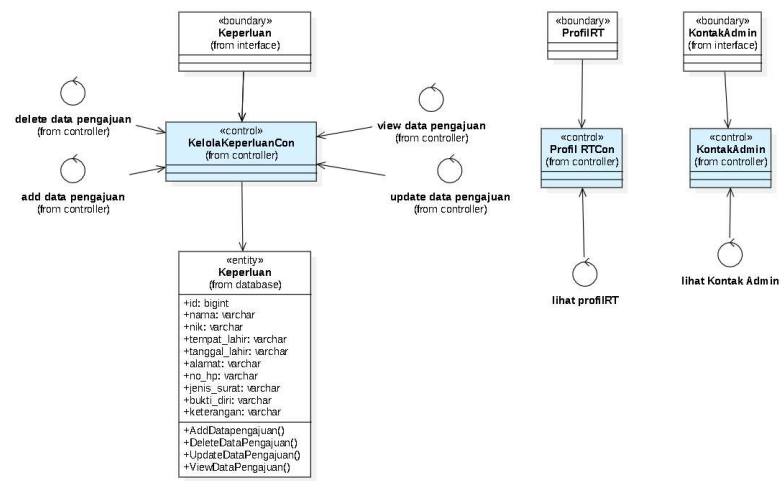 «boundary»
Keperluan
(from interface)
«boundary»
ProfilRT
«boundary»
KontakAdmin
(from interface)
delete data pengajuan
(from controller)
view data pengajuan
(from controller)
«control»
KelolaKeperluanCon
(from controller)
«control»
Profil RTCon
(from controller)
«control»
KontakAdmin
(from controller)
add data pengajuan
(from controller)
update data pengajuan
(from controller)
«entity»
Keperluan
(from database)
+id: bigint
+nama: varchar
+nik: varchar
+tempat_lahir: varchar
+tanggal_lahir: varchar
+alamat: varchar
+no_hp: varchar
+jenis_surat: varchar
+bukti_diri: varchar
+keterangan: varchar
+AddDatapengajuan()
+DeleteDataPengajuan()
+UpdateDataPengajuan()
+ViewDataPengajuan()
lihat profilRT
lihat Kontak Admin